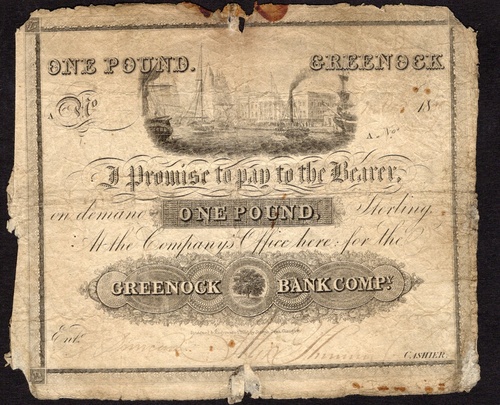 ONE POUND. GREENOCK
A No 18
A. No.
I Promise to pay to the Bearer,
on demand ONE POUND, Sterling
At the Company's Office here: for the
GREENOCK BANK COMPY.
Entd.
CASHIER.